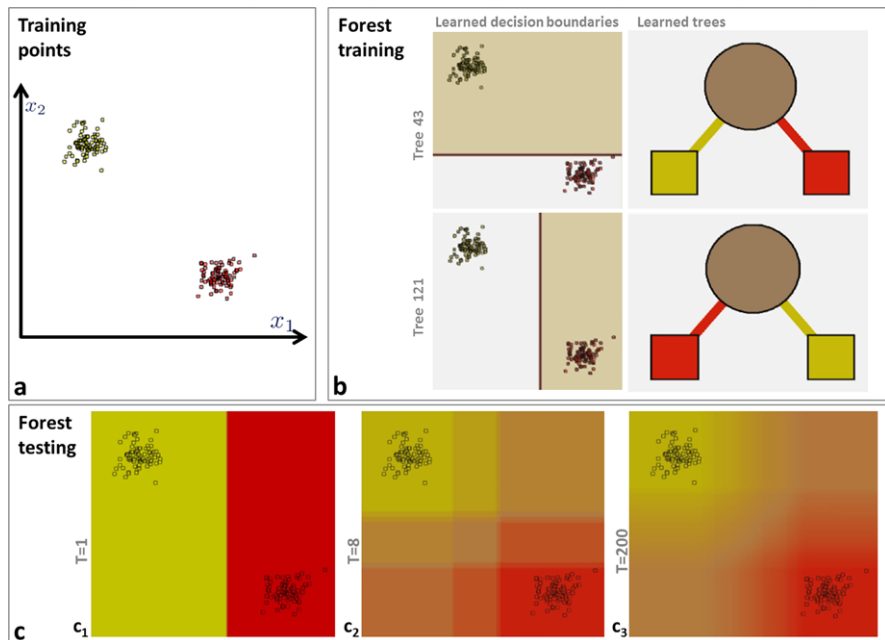 Training
points
x2
x1
a
Forest
training
Learned decision boundaries
Learned trees
Tree 43
Tree 121
b
Forest
testing
T=1
T=8
T=200
c
c1
c2
c3